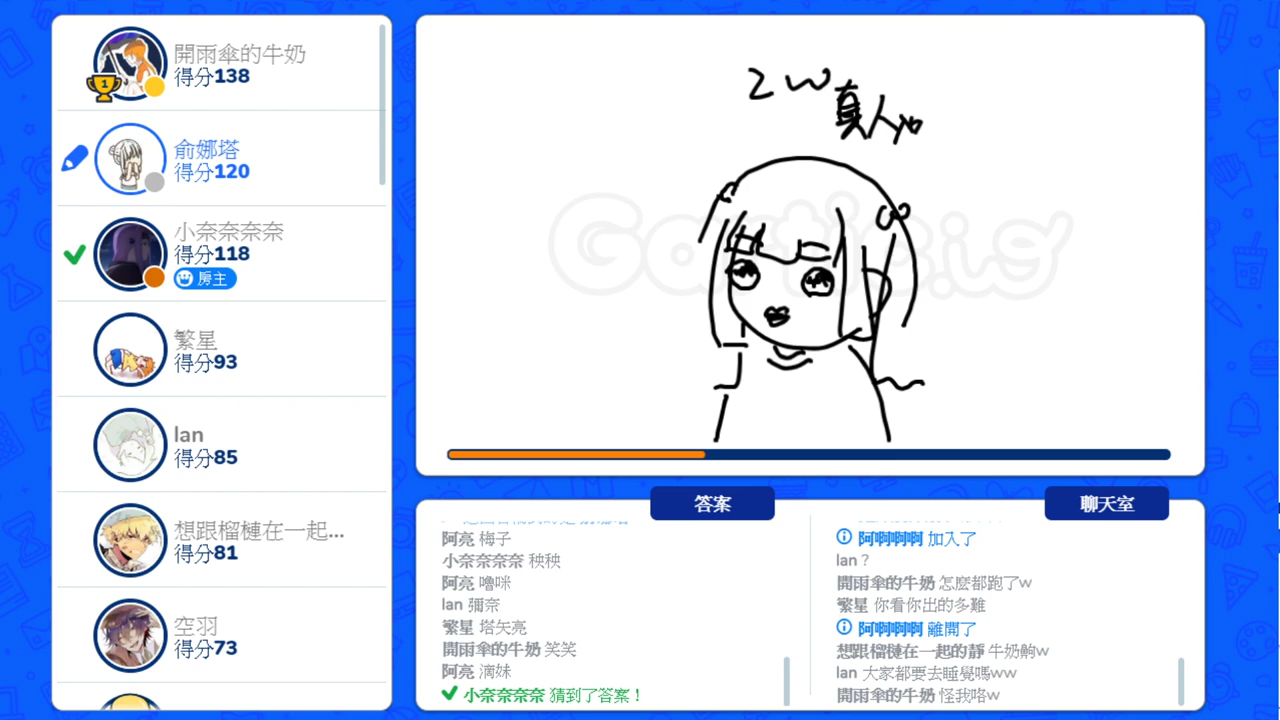 開雨傘的牛奶
得分138
1
俞娜塔
得分120
小奈奈奈奈
得分118
房主
繁星
得分93
lan
得分85
想跟榴槤在一起...
得分81
空羽
得分73
2w
真人
Gartic.io
答案
阿亮 梅子
小奈奈奈奈 秧秧
阿亮 嚕咪
lan 彌奈
繁星 塔矢亮
開雨傘的牛奶 笑笑
阿亮 滴妹
小奈奈奈奈 猜到了答案！
聊天室
阿啊啊啊 加入了
lan ?
開雨傘的牛奶 怎麼都跑了w
繁星 你看你出的多難
阿啊啊啊 離開了
想跟榴槤在一起的靜 牛奶齁w
lan 大家都要去睡覺嗎ww
開雨傘的牛奶 怪我咯w